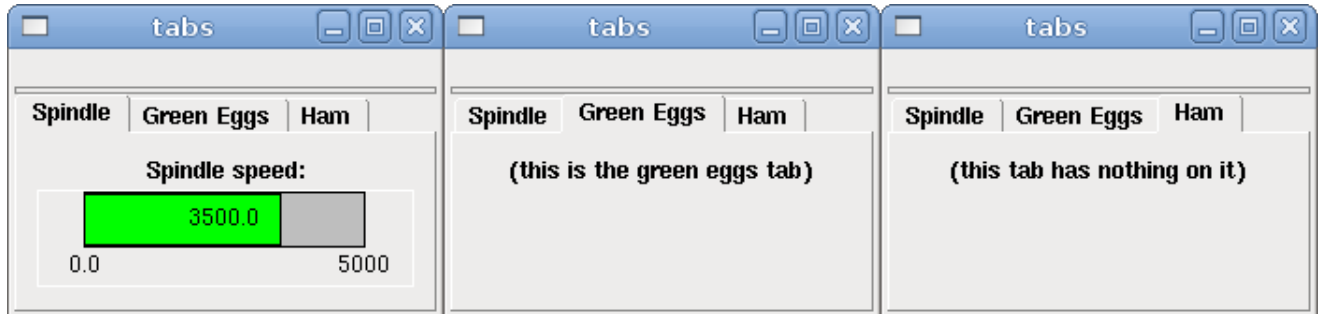 tabs
Spindle Green Eggs Ham
Spindle speed:
3500.0
0.0 5000
tabs
Spindle Green Eggs Ham
(this is the green eggs tab)
tabs
Spindle Green Eggs Ham
(this tab has nothing on it)